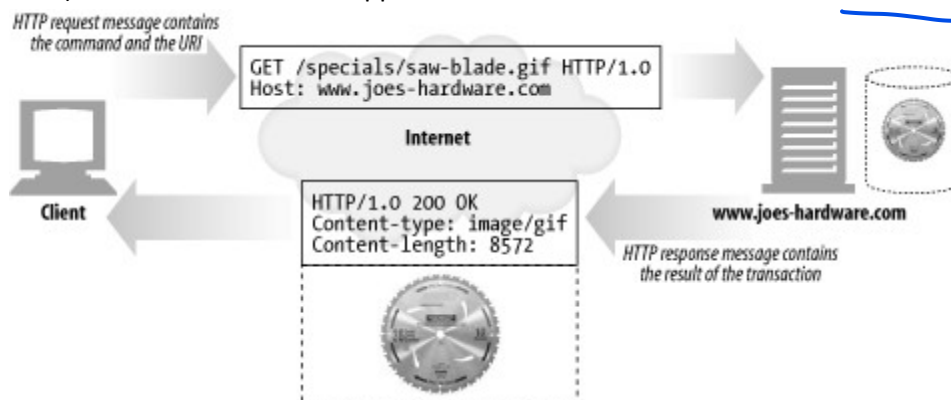 HTTP request message contains
the command and the URI
GET /specials/saw-blade.gif HTTP/1.0
Host: www.joes-hardware.com
Internet
Client
HTTP/1.0 200 OK
Content-type: image/gif
Content-length: 8572
www.joes-hardware.com
HTTP response message contains
the result of the transaction